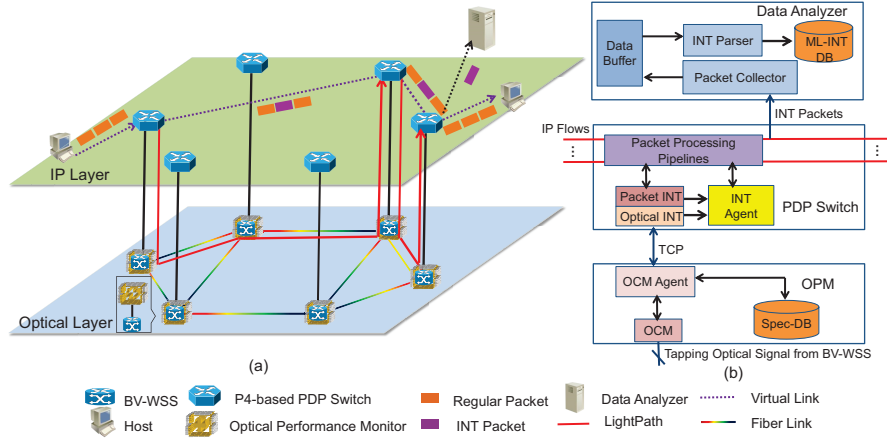 IP Layer
Optical Layer
(a)
Data Analyzer
Data Buffer
INT Parser
ML-INT DB
Packet Collector
INT Packets
IP Flows
Packet Processing Pipelines
Packet INT
Optical INT
INT Agent
PDP Switch
TCP
OCM Agent
OPM
OCM
Spec-DB
Tapping Optical Signal from BV-WSS
(b)
BV-WSS
P4-based PDP Switch
Regular Packet
Data Analyzer
Virtual Link
Host
Optical Performance Monitor
INT Packet
LightPath
Fiber Link